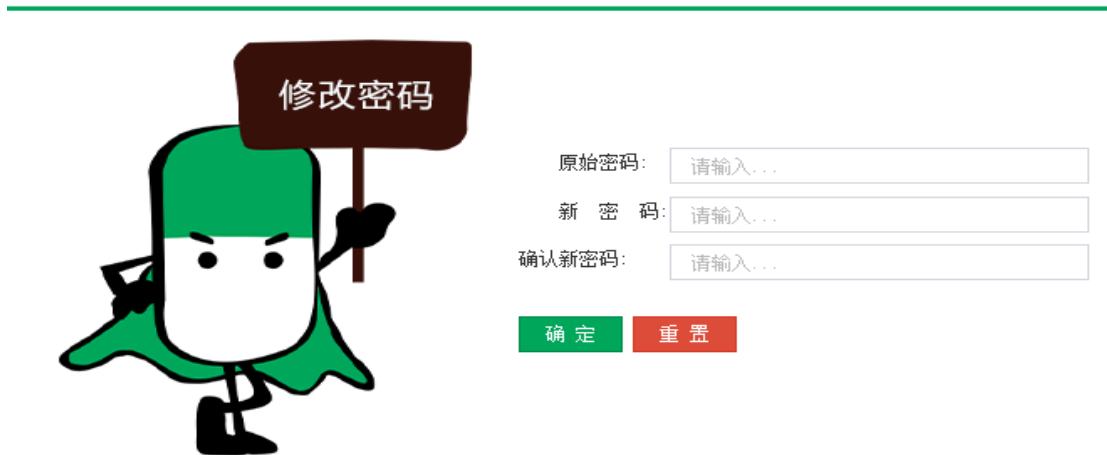 修改密码
原始密码: 请输入...
新 密 码: 请输入...
确认新密码: 请输入...
确 定 重 置